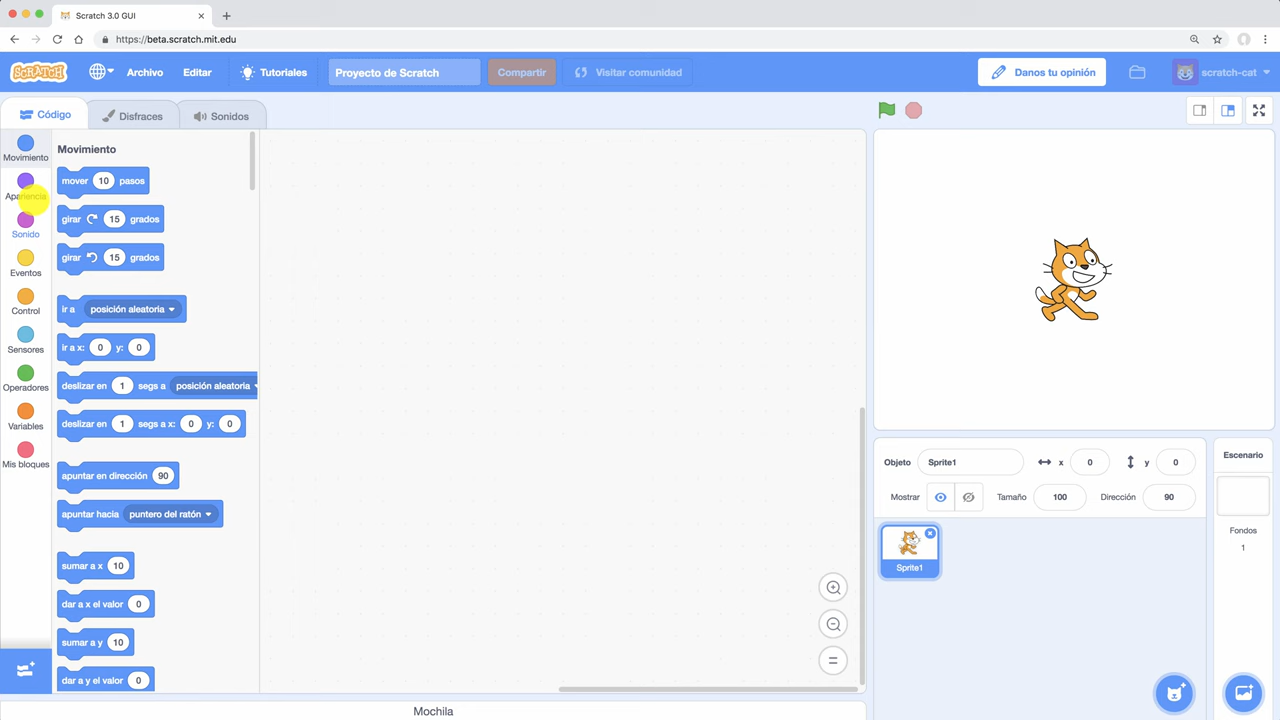 Scratch 3.0 GUI
https://beta.scratch.mit.edu
SCRATCH
Archivo
Editar
Tutoriales
Proyecto de Scratch
Compartir
Visitar comunidad
Danos tu opinión
scratch-cat
Código
Disfraces
Sonidos
Movimiento
Apariencia
Sonido
Eventos
Control
Sensores
Operadores
Variables
Mis bloques
Movimiento
mover 10 pasos
girar 15 grados
girar 15 grados
ir a posición aleatoria
ir a x: 0 y: 0
deslizar en 1 segs a posición aleatoria
deslizar en 1 segs a x: 0 y: 0
apuntar en dirección 90
apuntar hacia puntero del ratón
sumar a x 10
dar a x el valor 0
sumar a y 10
dar a y el valor 0
Mochila
Objeto Sprite1 x 0 y 0
Mostrar Tamaño 100 Dirección 90
Sprite1
Escenario
Fondos
1